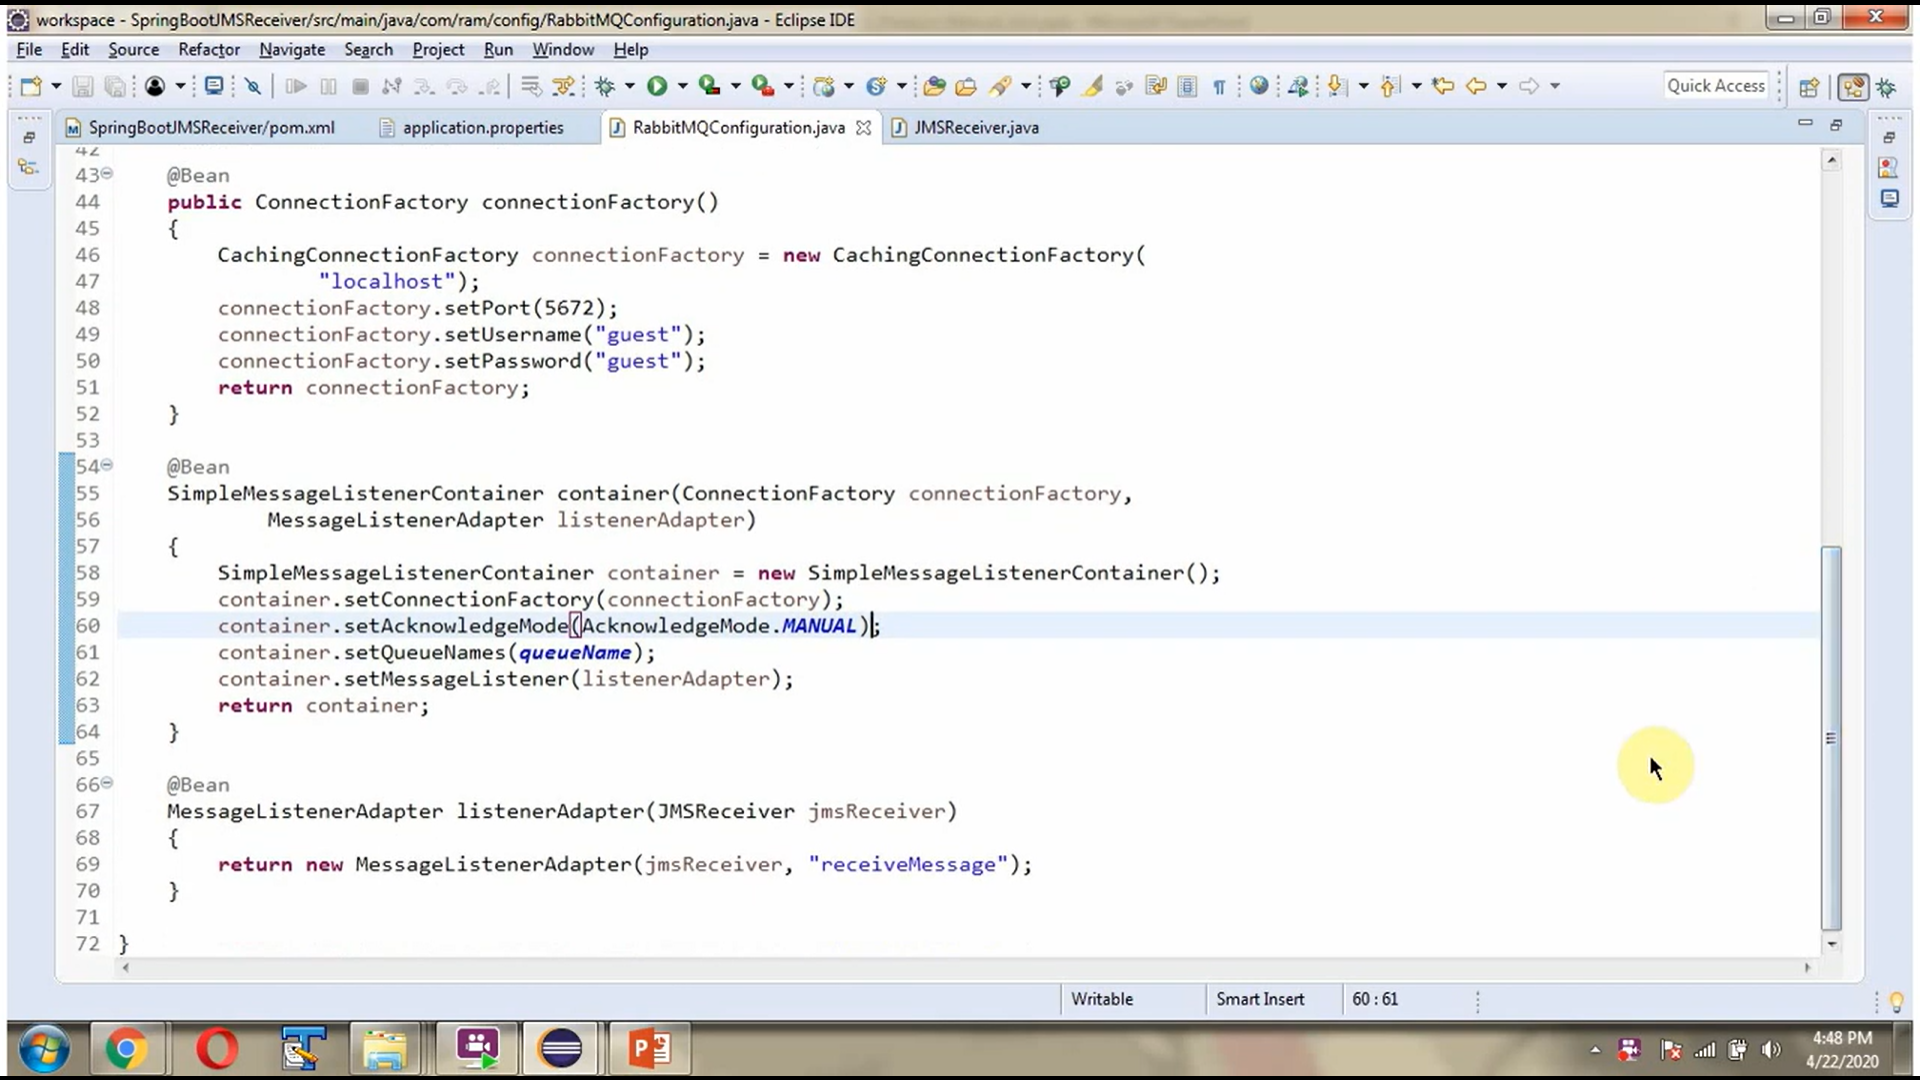 workspace - SpringBootJMSReceiver/src/main/java/com/ram/config/RabbitMQConfiguration.java - Eclipse IDE
File Edit Source Refactor Navigate Search Project Run Window Help
Quick Access
SpringBootJMSReceiver/pom.xml application.properties RabbitMQConfiguration.java JMSReceiver.java
42
43 @Bean
44 public ConnectionFactory connectionFactory()
45 {
46 CachingConnectionFactory connectionFactory = new CachingConnectionFactory(
47 "localhost");
48 connectionFactory.setPort(5672);
49 connectionFactory.setUsername("guest");
50 connectionFactory.setPassword("guest");
51 return connectionFactory;
52 }
53
54 @Bean
55 SimpleMessageListenerContainer container(ConnectionFactory connectionFactory,
56 MessageListenerAdapter listenerAdapter)
57 {
58 SimpleMessageListenerContainer container = new SimpleMessageListenerContainer();
59 container.setConnectionFactory(connectionFactory);
60 container.setAcknowledgeMode(AcknowledgeMode.MANUAL);
61 container.setQueueNames(queueName);
62 container.setMessageListener(listenerAdapter);
63 return container;
64 }
65
66 @Bean
67 MessageListenerAdapter listenerAdapter(JMSReceiver jmsReceiver)
68 {
69 return new MessageListenerAdapter(jmsReceiver, "receiveMessage");
70 }
71
72 }
Writable Smart Insert 60 : 61
4:48 PM
4/22/2020